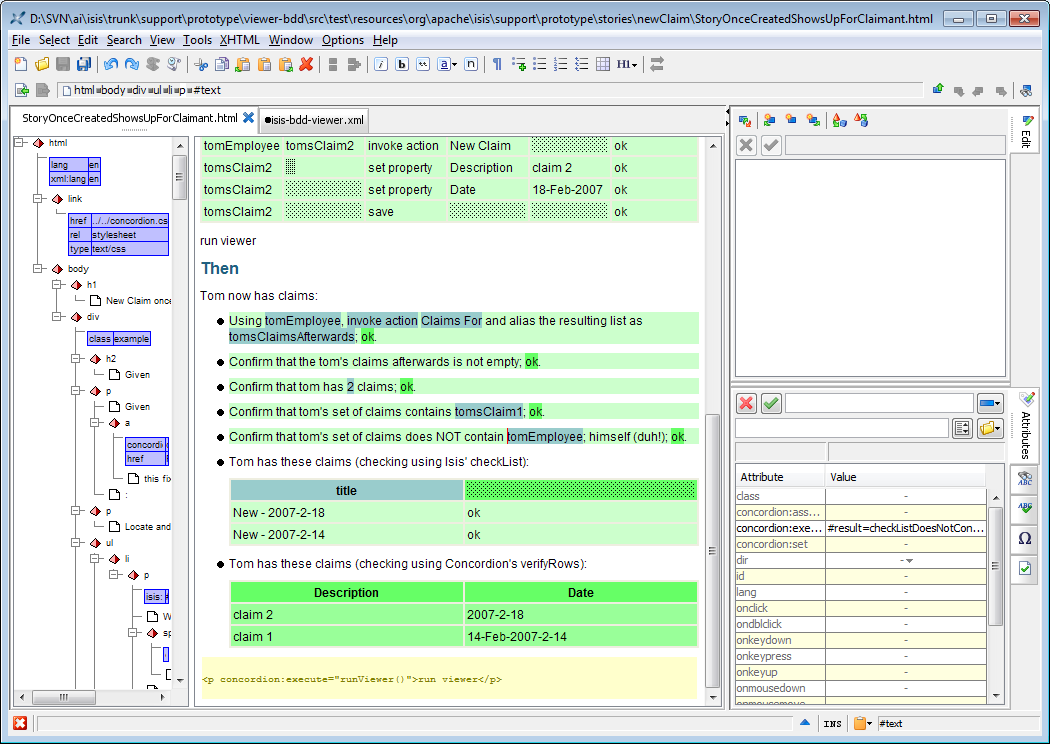 D:\SVN\ai\isis\trunk\support\prototype\viewer-bdd\src\test\resources\org\apache\isis\support\prototype\stories\newClaim\StoryOnceCreatedShowsUpForClaimant.html
File Select Edit Search View Tools XHTML Window Options Help
i b a n ¶ H1
html body div ul li p #text
StoryOnceCreatedShowsUpForClaimant.html
isis-bdd-viewer.xml
html
lang en
xml:lang en
link
href ../../concordion.cs
rel stylesheet
type text/css
body
h1
New Claim once
div
class example
h2
Given
p
Given
a
concordi
href
this fix
:
p
Locate and
ul
li
p
isis:
W
sp
tomEmployee tomsClaim2 invoke action New Claim ok
tomsClaim2 set property Description claim 2 ok
tomsClaim2 set property Date 18-Feb-2007 ok
tomsClaim2 save ok
run viewer
Then
Tom now has claims:
Using tomEmployee, invoke action Claims For and alias the resulting list as
tomsClaimsAfterwards; ok.
Confirm that the tom's claims afterwards is not empty; ok.
Confirm that tom has 2 claims; ok.
Confirm that tom's set of claims contains tomsClaim1; ok.
Confirm that tom's set of claims does NOT contain tomEmployee; himself (duh!); ok.
Tom has these claims (checking using Isis' checkList):
title
New - 2007-2-18 ok
New - 2007-2-14 ok
Tom has these claims (checking using Concordion's verifyRows):
Description Date
claim 2 2007-2-18
claim 1 14-Feb-2007-2-14
<p concordion:execute="runViewer()">run viewer</p>
Edit
Attributes
ABC
ABC
Ω
Attribute Value
class -
concordion:ass... -
concordion:exe... #result=checkListDoesNotCon...
concordion:set -
dir -
id -
lang -
onclick -
ondblclick -
onkeydown -
onkeypress -
onkeyup -
onmousedown -
onmousemove
INS
#text